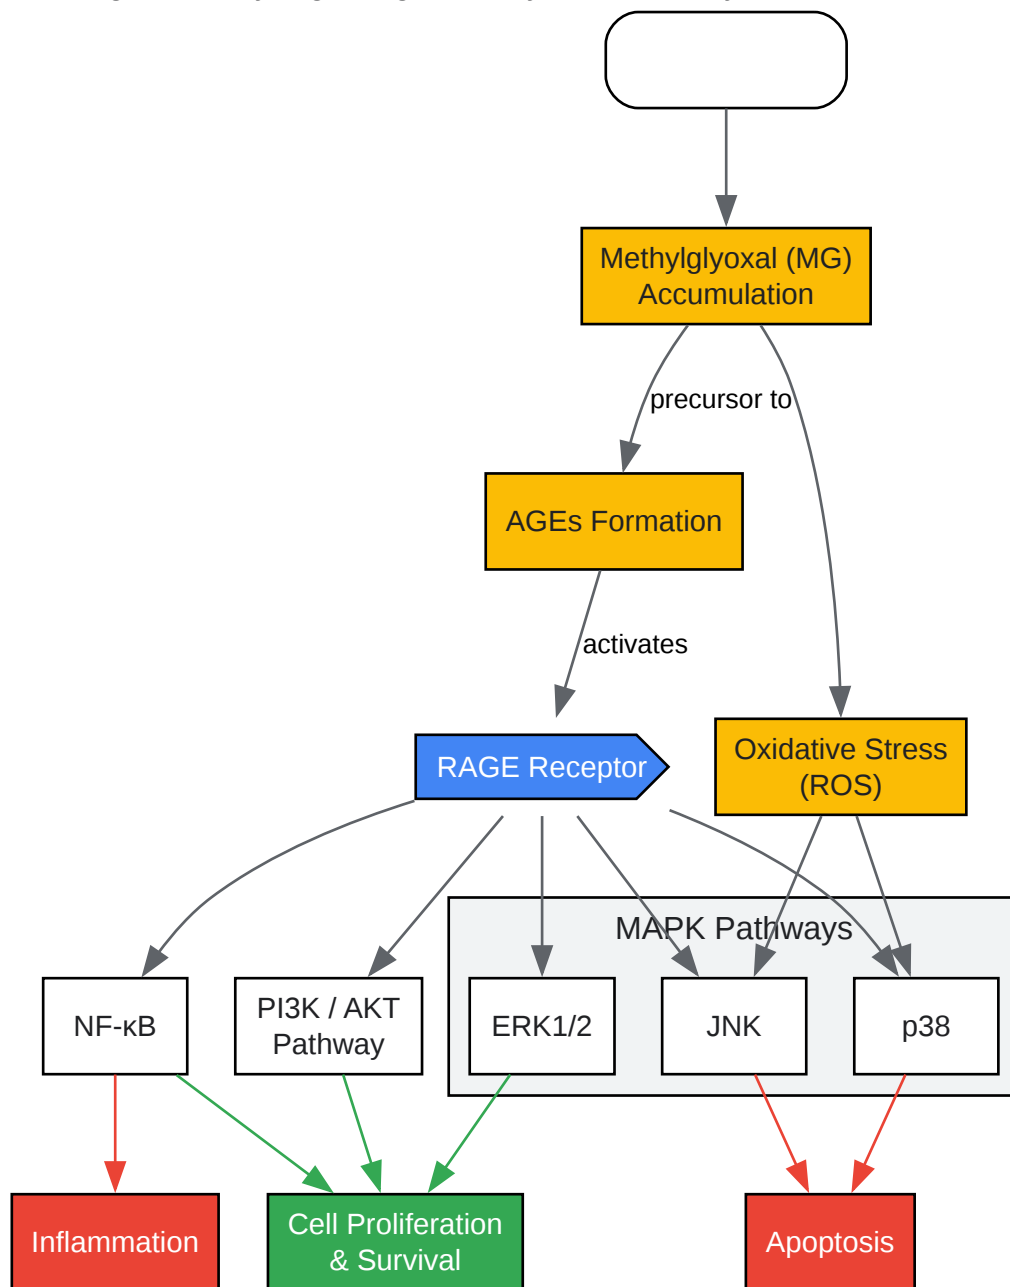 Methylglyoxal (MG)
Accumulation
precursor to
AGEs Formation
activates
RAGE Receptor
Oxidative Stress
(ROS)
MAPK Pathways
NF-κB
PI3K / AKT
Pathway
ERK1/2
JNK
p38
Inflammation
Cell Proliferation
& Survival
Apoptosis